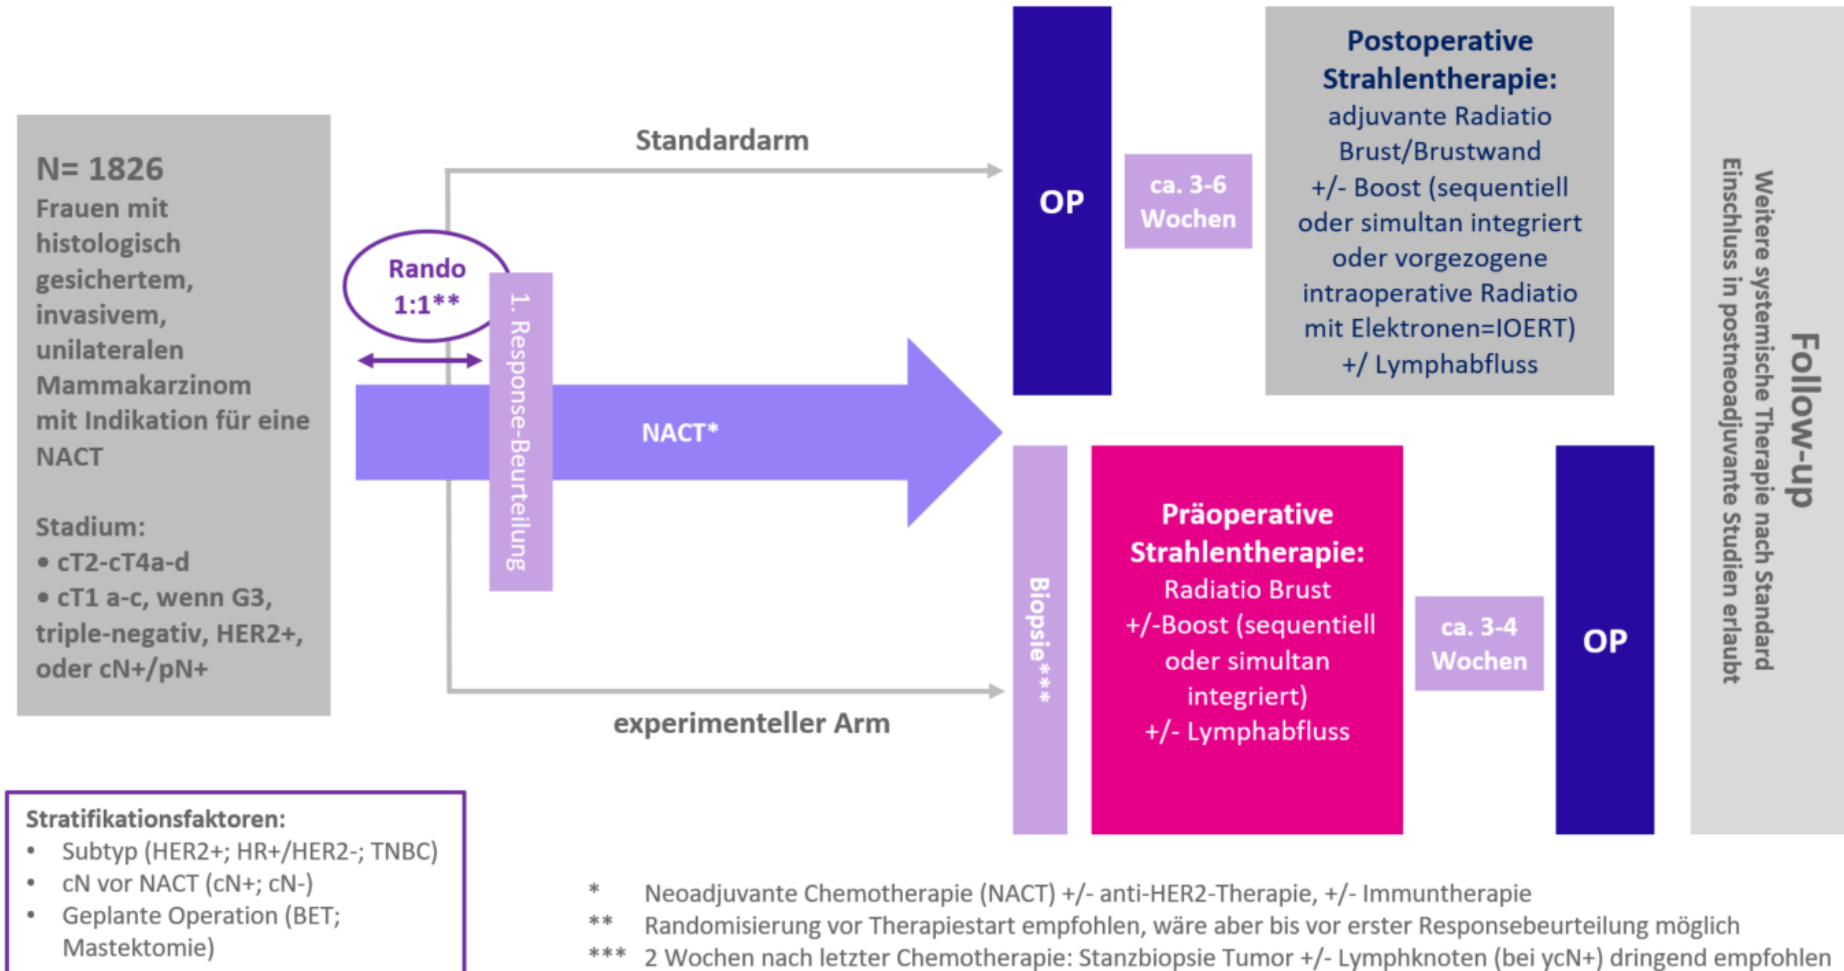 N= 1826
Frauen mit
histologisch
gesichertem,
invasivem,
unilateralen
Mammakarzinom
mit Indikation für eine
NACT
Stadium:
• cT2-cT4a-d
• cT1 a-c, wenn G3,
triple-negativ, HER2+,
oder cN+/pN+
Rando
1:1**
1. Response-Beurteilung
NACT*
Standardarm
OP
ca. 3-6
Wochen
Postoperative
Strahlentherapie:
adjuvante Radiatio
Brust/Brustwand
+/- Boost (sequentiell
oder simultan integriert
oder vorgezogene
intraoperative Radiatio
mit Elektronen=IOERT)
+/ Lymphabfluss
experimenteller Arm
Biopsie***
Präoperative
Strahlentherapie:
Radiatio Brust
+/-Boost (sequentiell
oder simultan
integriert)
+/- Lymphabfluss
ca. 3-4
Wochen
OP
Follow-up
Weitere systemische Therapie nach Standard
Einschluss in postneoadjuvante Studien erlaubt
Stratifikationsfaktoren:
• Subtyp (HER2+; HR+/HER2-; TNBC)
• cN vor NACT (cN+; cN-)
• Geplante Operation (BET;
Mastektomie)
* Neoadjuvante Chemotherapie (NACT) +/- anti-HER2-Therapie, +/- Immuntherapie
** Randomisierung vor Therapiestart empfohlen, wäre aber bis vor erster Responsebeurteilung möglich
*** 2 Wochen nach letzter Chemotherapie: Stanzbiopsie Tumor +/- Lymphknoten (bei ycN+) dringend empfohlen